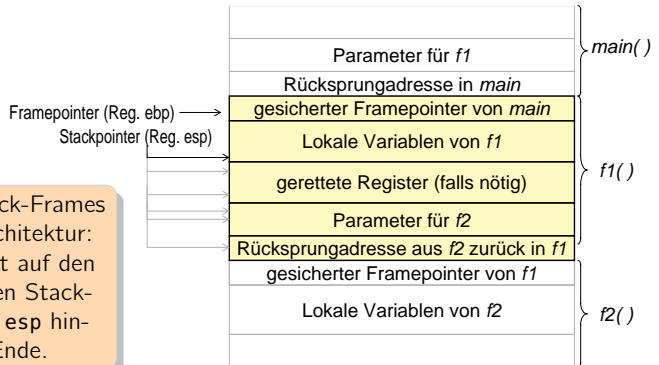 Parameter für f1
main( )
Rücksprungadresse in main
Framepointer (Reg. ebp)
gesicherter Framepointer von main
Stackpointer (Reg. esp)
Lokale Variablen von f1
f1( )
gerettete Register (falls nötig)
Parameter für f2
Rücksprungadresse aus f2 zurück in f1
gesicherter Framepointer von f1
Lokale Variablen von f2
f2( )
ck-Frames
chitektur:
t auf den
en Stack-
esp hin-
Ende.